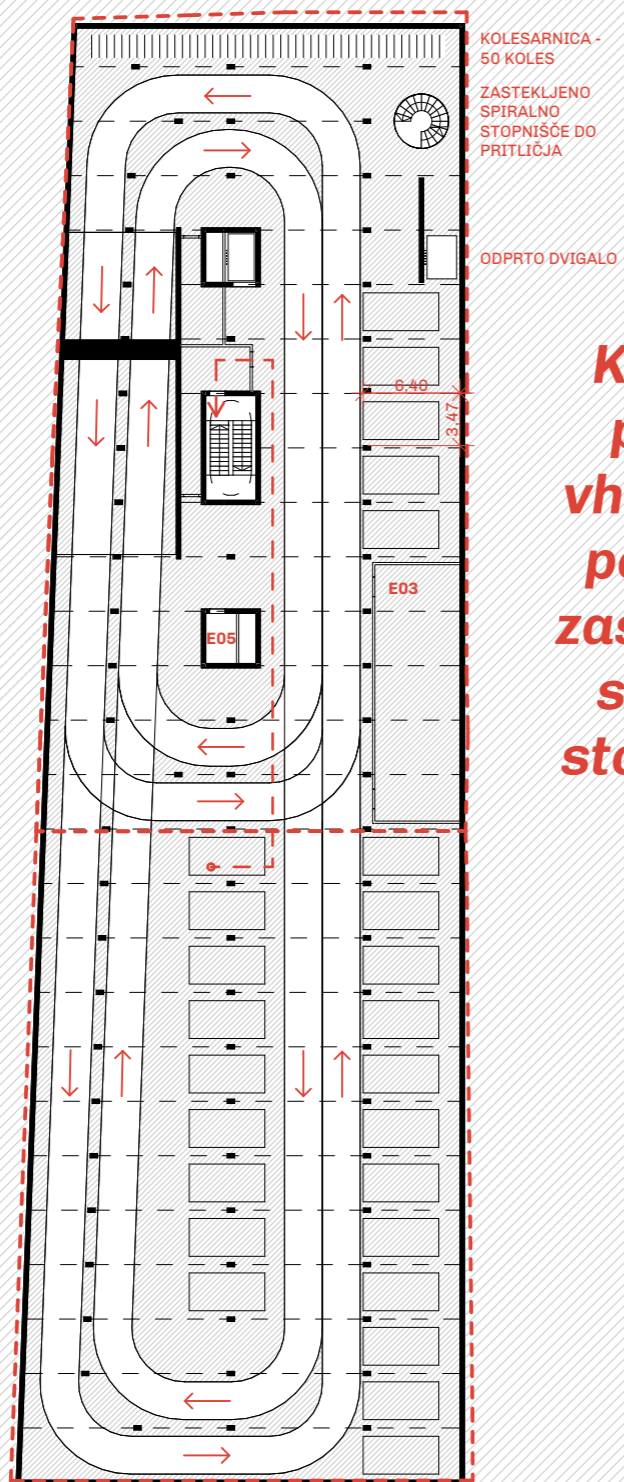 KOLESARNICA -
50 KOLES
ZASTEKLJENO
SPIRALNO
STOPNIŠČE DO
PRITLIČJA
ODPRTO DVIGALO
6,40
3,47
E03
E05